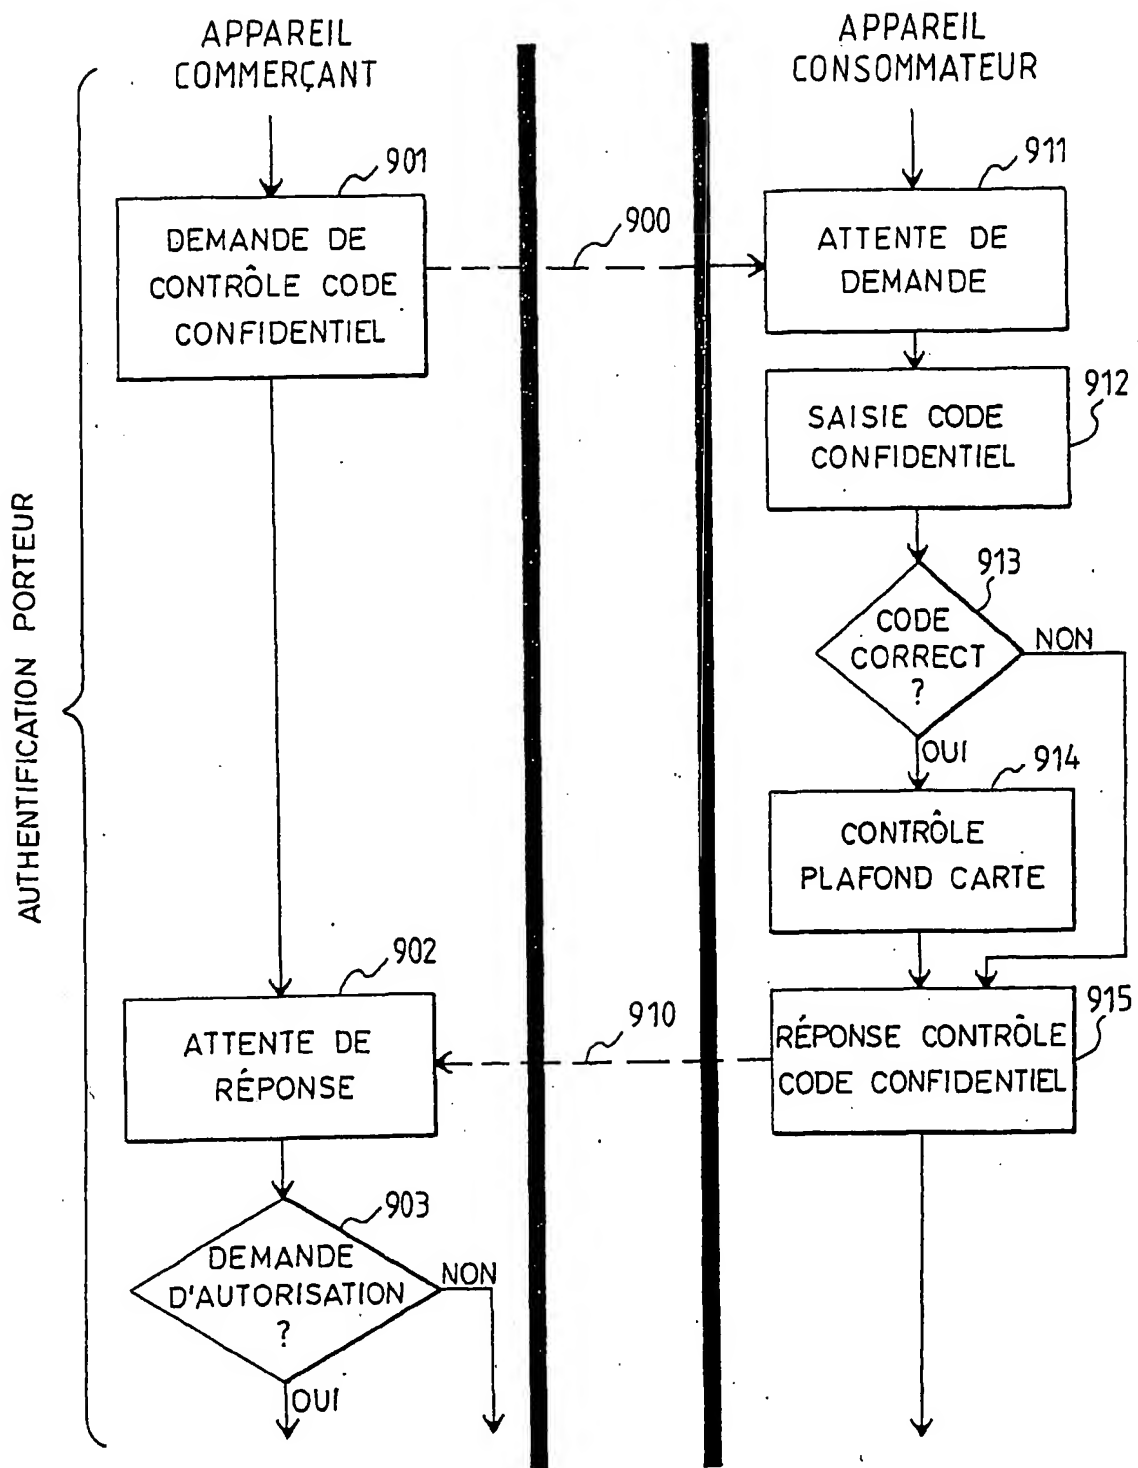 APPAREIL
COMMERÇANT
APPAREIL
CONSOMMATEUR
AUTHENTIFICATION PORTEUR
901
DEMANDE DE
CONTRÔLE CODE
CONFIDENTIEL
900
911
ATTENTE DE
DEMANDE
912
SAISIE CODE
CONFIDENTIEL
913
CODE
CORRECT
?
NON
OUI
914
CONTRÔLE
PLAFOND CARTE
902
ATTENTE DE
RÉPONSE
910
915
RÉPONSE CONTRÔLE
CODE CONFIDENTIEL
903
DEMANDE
D'AUTORISATION
?
NON
OUI